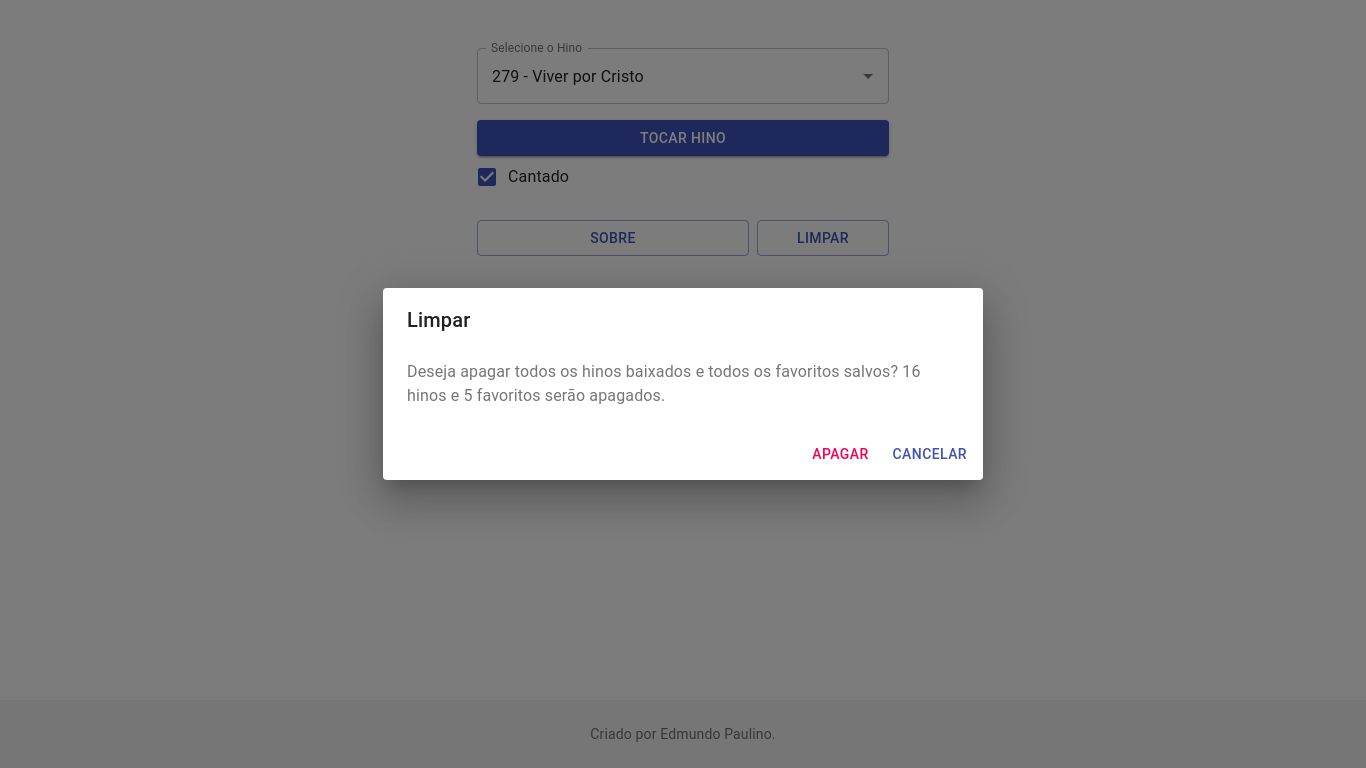 Selecione o Hino
279 - Viver por Cristo
TOCAR HINO
Cantado
SOBRE
LIMPAR
Limpar
Deseja apagar todos os hinos baixados e todos os favoritos salvos? 16
hinos e 5 favoritos serão apagados.
APAGAR
CANCELAR
Criado por Edmundo Paulino.